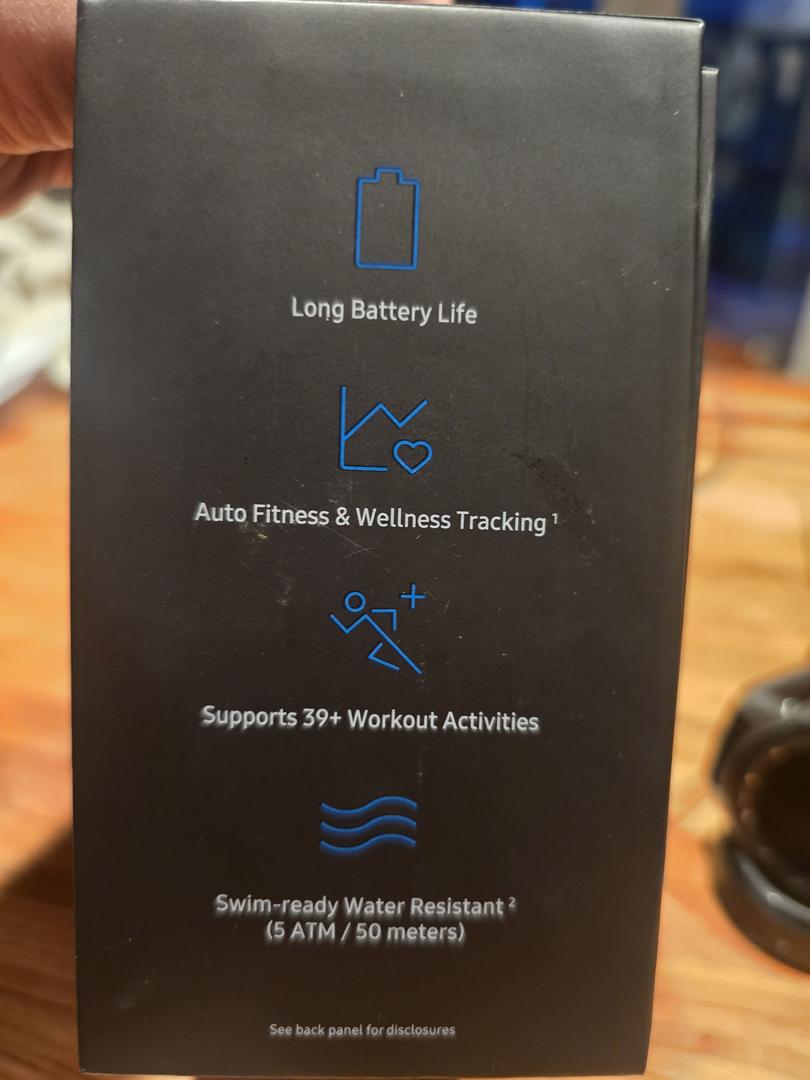 Long Battery Life
Auto Fitness & Wellness Tracking ¹
Supports 39+ Workout Activities
Swim-ready Water Resistant ²
(5 ATM / 50 meters)
See back panel for disclosures